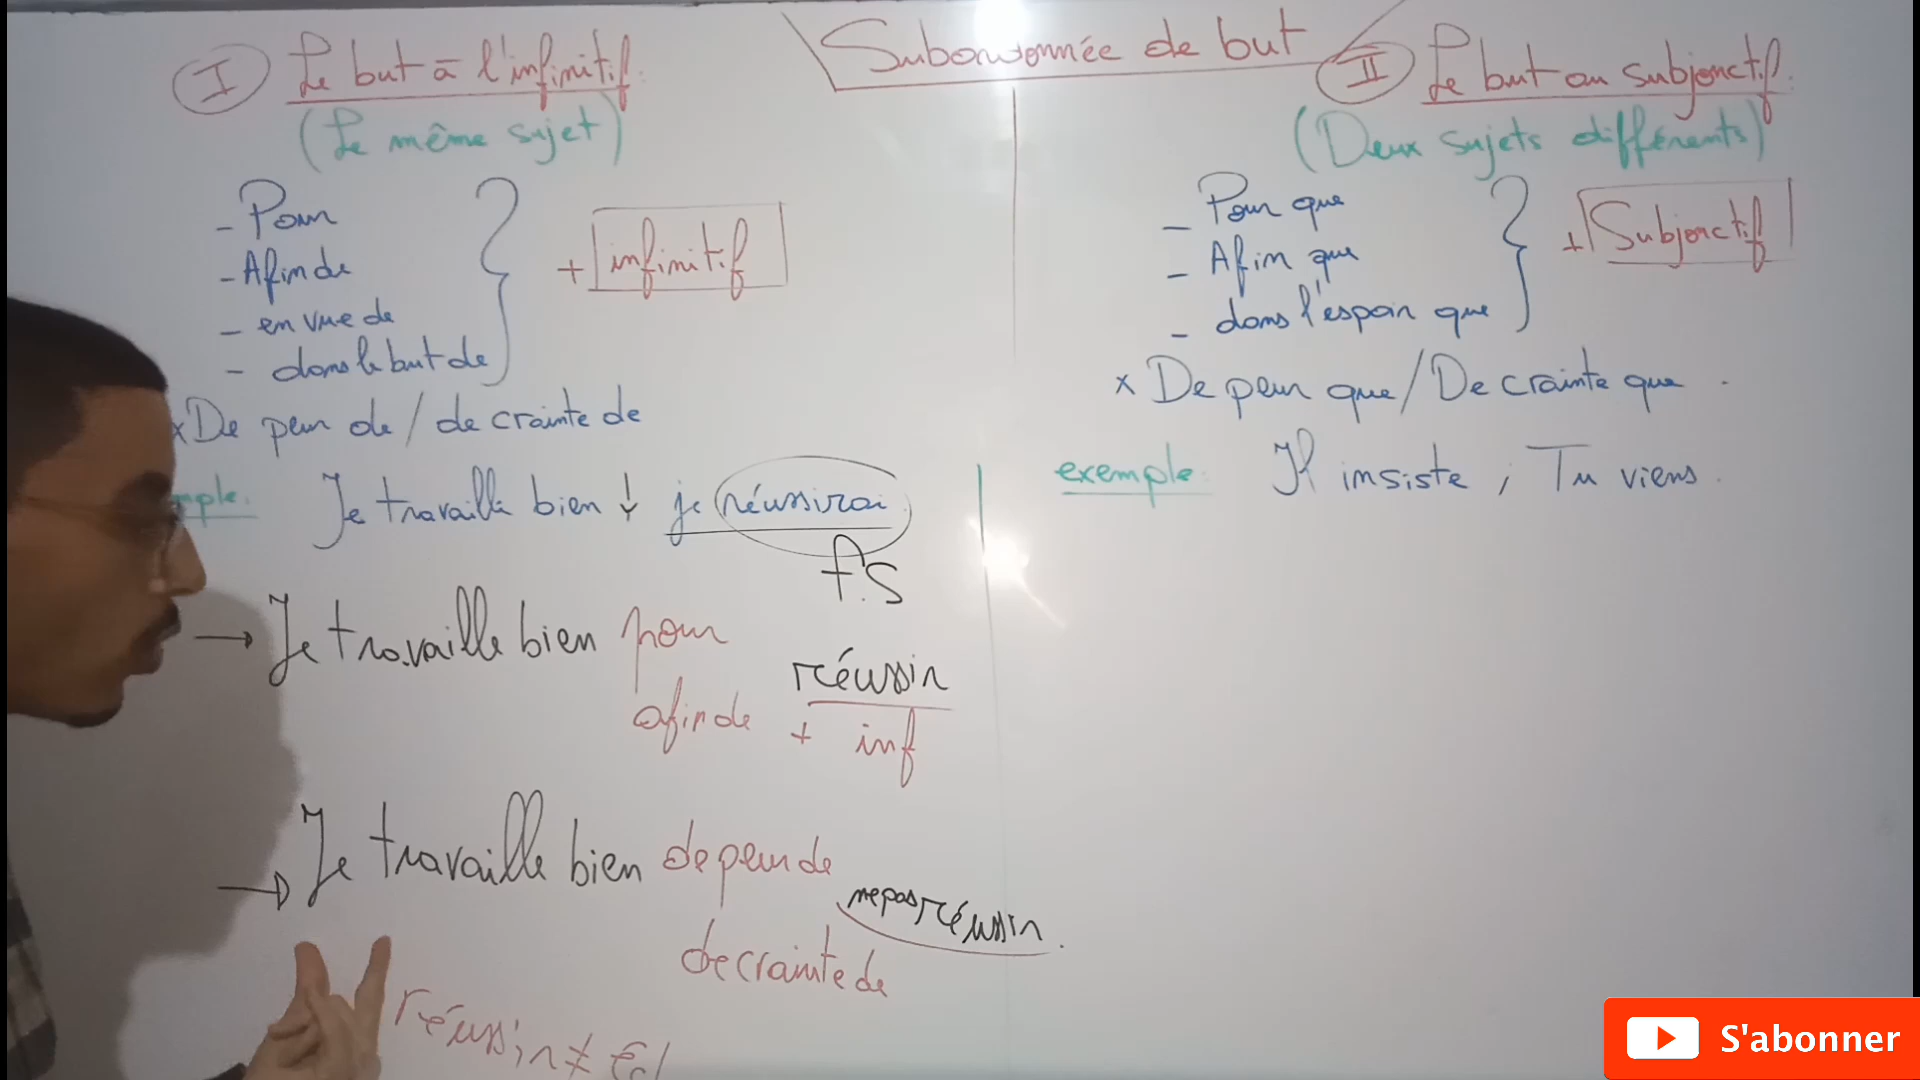 Subordonnée de but
I Le but à l'infinitif.
(Le même sujet)
- Pour
- Afin de
- en vue de
- dans le but de
+ infinitif
x De peur de / de crainte de
mple.
Je travaille bien ; je réussirai
F.S
→ Je travaille bien pour
afin de
réussir
+ inf
→ Je travaille bien de peur de
de crainte de
ne pas réussir.
réussir ≠
II Le but au subjonctif.
(Deux sujets différents)
- Pour que
- Afin que
- dans l'espoir que
+ Subjonctif
x De peur que / De crainte que .
exemple: Il insiste ; Tu viens .
S'abonner